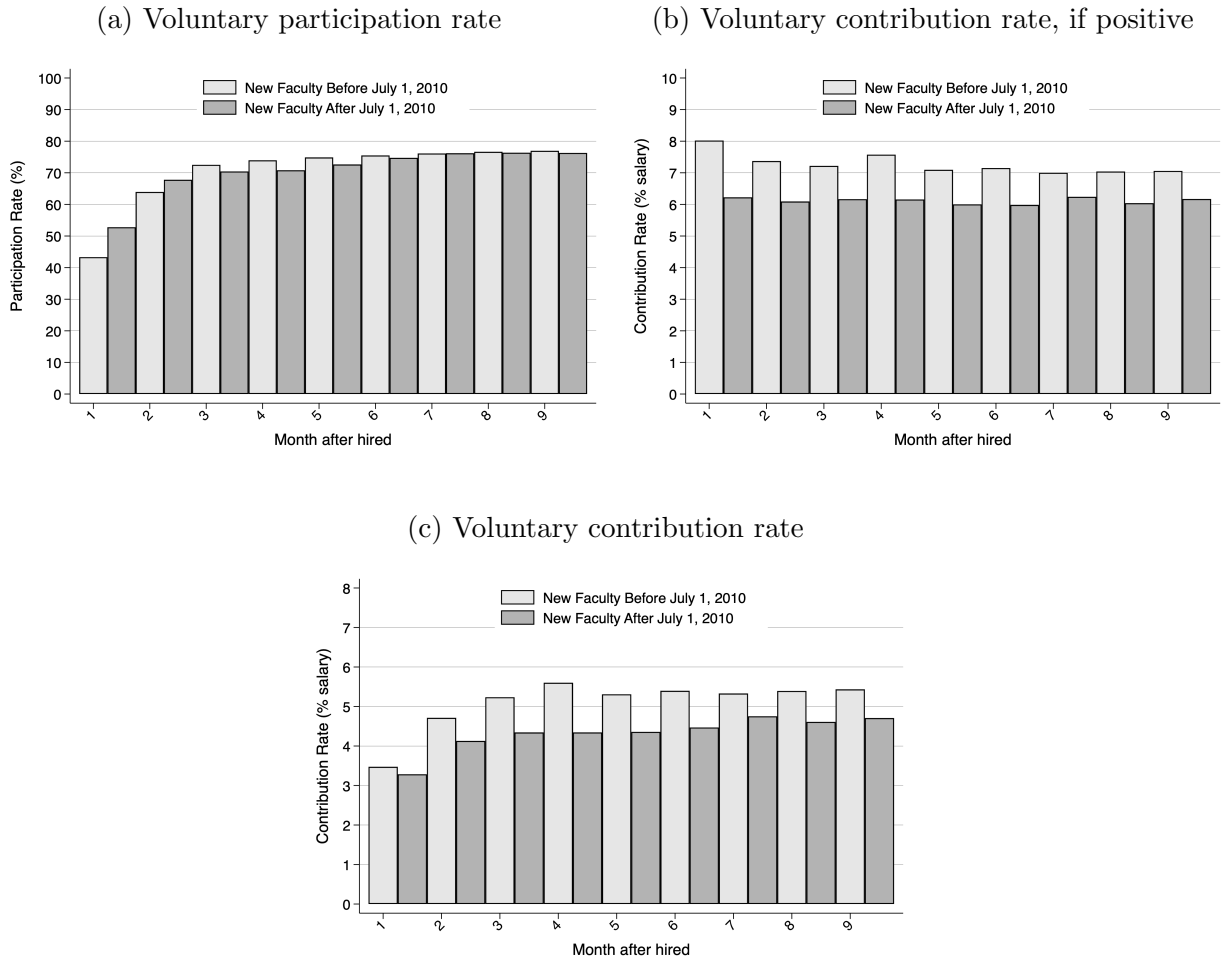 (a) Voluntary participation rate
100
90
80
70
60
50
40
30
20
10
0
Participation Rate (%)
New Faculty Before July 1, 2010
New Faculty After July 1, 2010
1 2 3 4 5 6 7 8 9
Month after hired
(b) Voluntary contribution rate, if positive
10
9
8
7
6
5
4
3
2
1
0
Contribution Rate (% salary)
New Faculty Before July 1, 2010
New Faculty After July 1, 2010
1 2 3 4 5 6 7 8 9
Month after hired
(c) Voluntary contribution rate
8
7
6
5
4
3
2
1
0
Contribution Rate (% salary)
New Faculty Before July 1, 2010
New Faculty After July 1, 2010
1 2 3 4 5 6 7 8 9
Month after hired